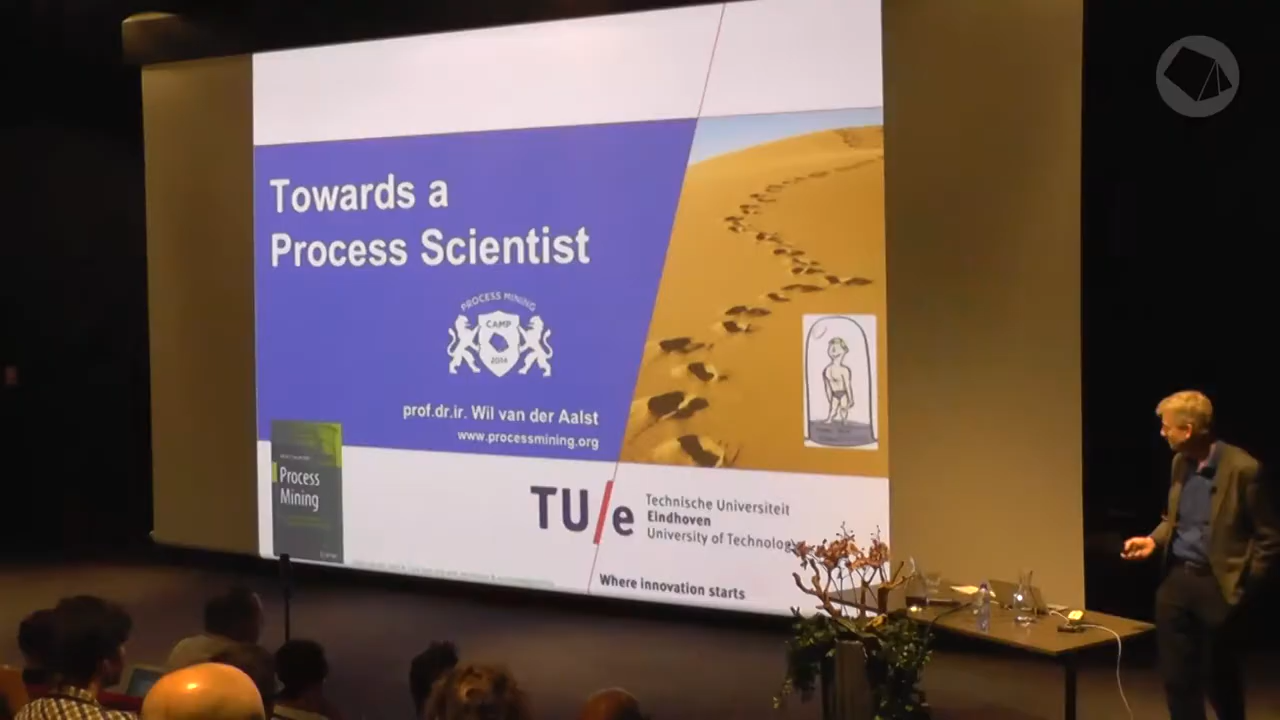 Towards a
Process Scientist
PROCESS MINING
CAMP
2014
prof.dr.ir. Wil van der Aalst
www.processmining.org
Process
Mining
TU/e
Technische Universiteit
Eindhoven
University of Technology
Where innovation starts